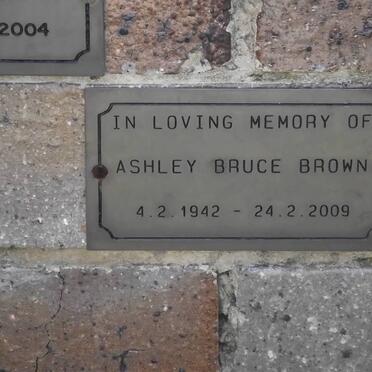 2004
IN LOVING MEMORY OF
ASHLEY BRUCE BROWN
4.2.1942 - 24.2.2009